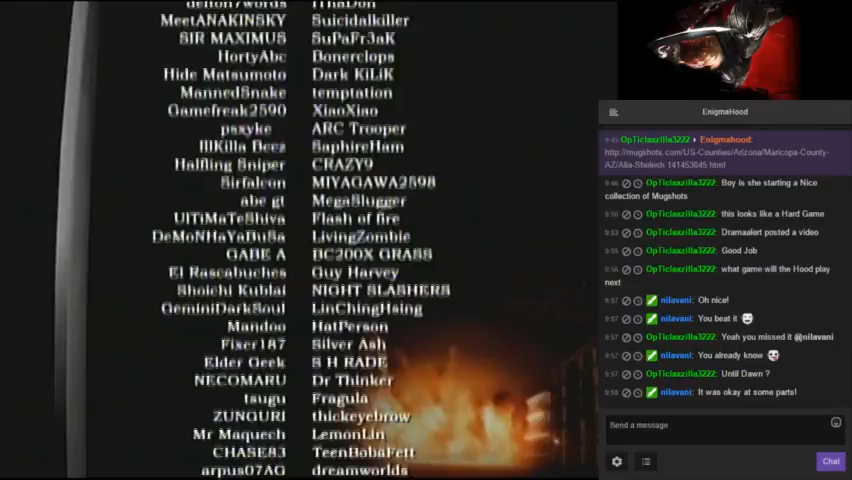 delton7words IThaDon
MeetANAKINSKY Suicidalkiller
SIR MAXIMUS SuPaFr3aK
HortyAbc Bonerclops
Hide Matsumoto Dark KiLiK
MannedSnake temptation
Gamefreak2590 XiaoXiao
psxyke ARC Trooper
IllKilla Beez SaphireHam
Halfling Sniper CRAZY9
Sirfalcon MIYAGAWA2598
abe gt MegaSlugger
UlTiMaTeShiva Flash of fire
DeMoNHaYaBuSa LivingZombie
GABE A BC200X GRASS
El Rascabuches Guy Harvey
Shoichi Kublai NIGHT SLASHERS
GeminiDarkSoul LinChingHsing
Mandoo HatPerson
Fixer187 Silver Ash
Elder Geek S H RADE
NECOMARU Dr Thinker
taugu Fragula
ZUNGURI thickeyebrow
Mr Maquech LemonLin
CHASE83 TeenBobaFett
arpus07AG dreamworlds
EnigmaHood
9:45 OpTiclaxzilla3222 Enigmahood:
http://mugshots.com/US-Counties/Arizona/Maricopa-County-
AZ/Alia-Shelesh 141453045 html
9:46 OpTiclaxzilla3222: Boy is she starting a Nice
collection of Mugshots
9:50 OpTiclaxzilla3222: this looks like a Hard Game
9:53 OpTiclaxzilla3222: Dramaalert posted a video
9:55 OpTiclaxzilla3222: Good Job
9:56 OpTiclaxzilla3222: what game will the Hood play
next
9:57 nilavani: Oh nice!
9:57 nilavani: You beat it
9:57 OpTiclaxzilla3222: Yeah you missed it @nilavani
9:57 nilavani: You already know
9:57 OpTiclaxzilla3222: Until Dawn ?
9:58 nilavani: It was okay at some parts!
Send a message
Chat